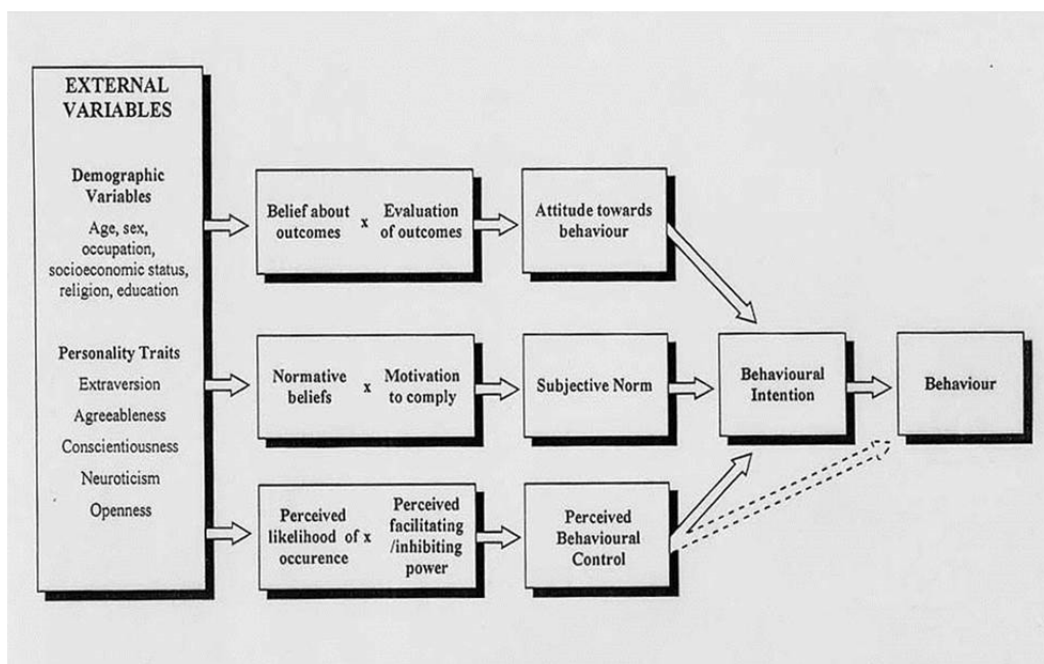 EXTERNAL
VARIABLES
Demographic
Variables
Age, sex,
occupation,
socioeconomic status,
religion, education
Personality Traits
Extraversion
Agreeableness
Conscientiousness
Neuroticism
Openness
Belief about
outcomes
x
Evaluation
of outcomes
Attitude towards
behaviour
Normative
beliefs
x
Motivation
to comply
Subjective Norm
Behavioural
Intention
Behaviour
Perceived
likelihood of
occurence
x
Perceived
facilitating
/inhibiting
power
Perceived
Behavioural
Control